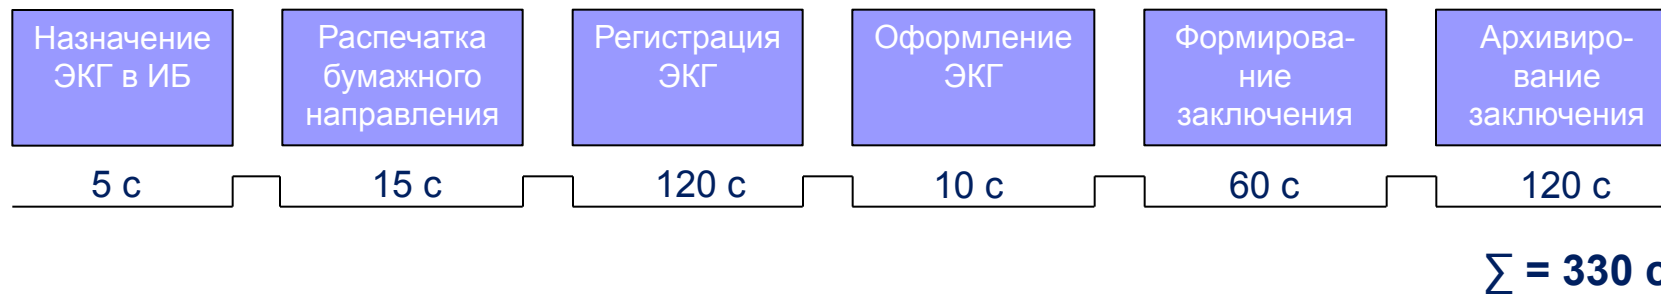 Назначение
ЭКГ в ИБ
Распечатка
бумажного
направления
Регистрация
ЭКГ
Оформление
ЭКГ
Формирова-
ние
заключения
Архивиро-
вание
заключения
5 с
15 с
120 с
10 с
60 с
120 с
∑ = 330 с